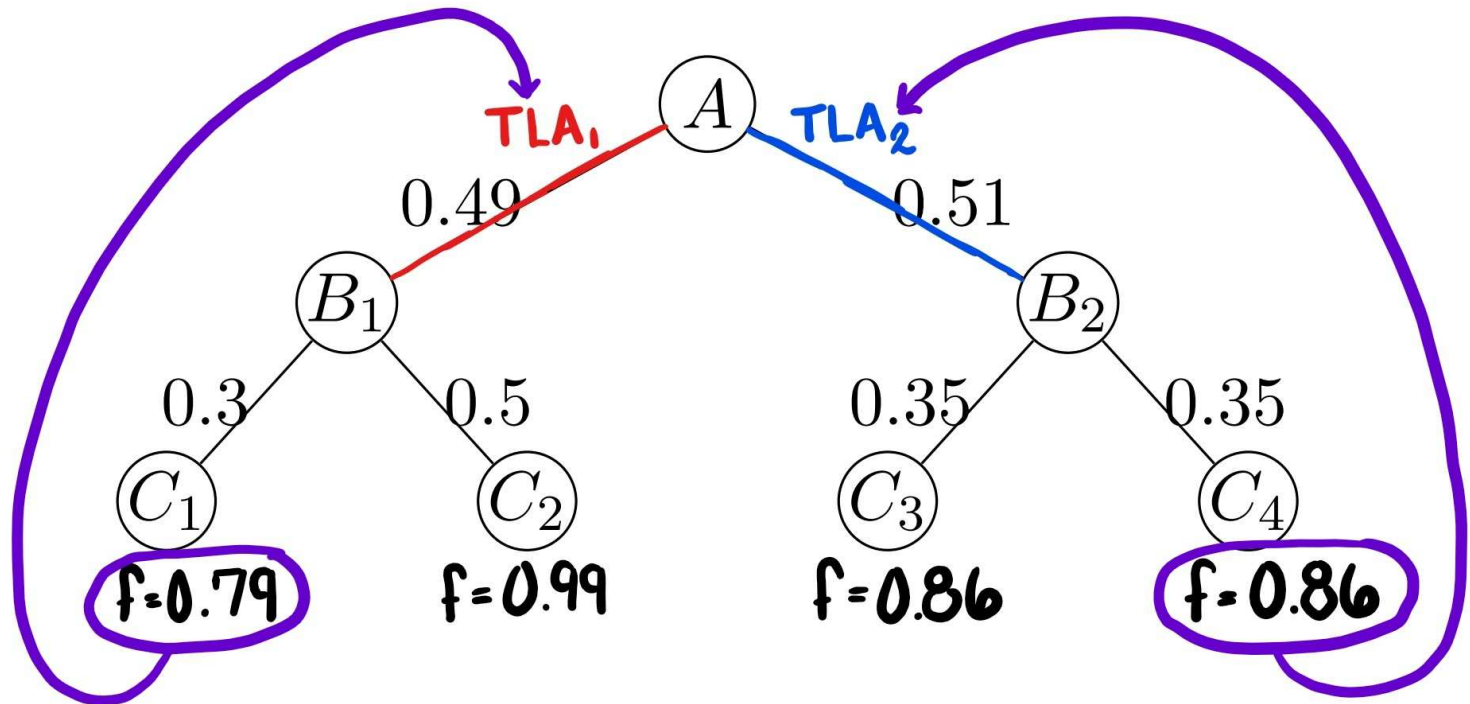 A
TLA₁ TLA₂
0.49 0.51
B₁ B₂
0.3 0.5 0.35 0.35
C₁ C₂ C₃ C₄
f=0.79 f=0.99 f=0.86 f=0.86